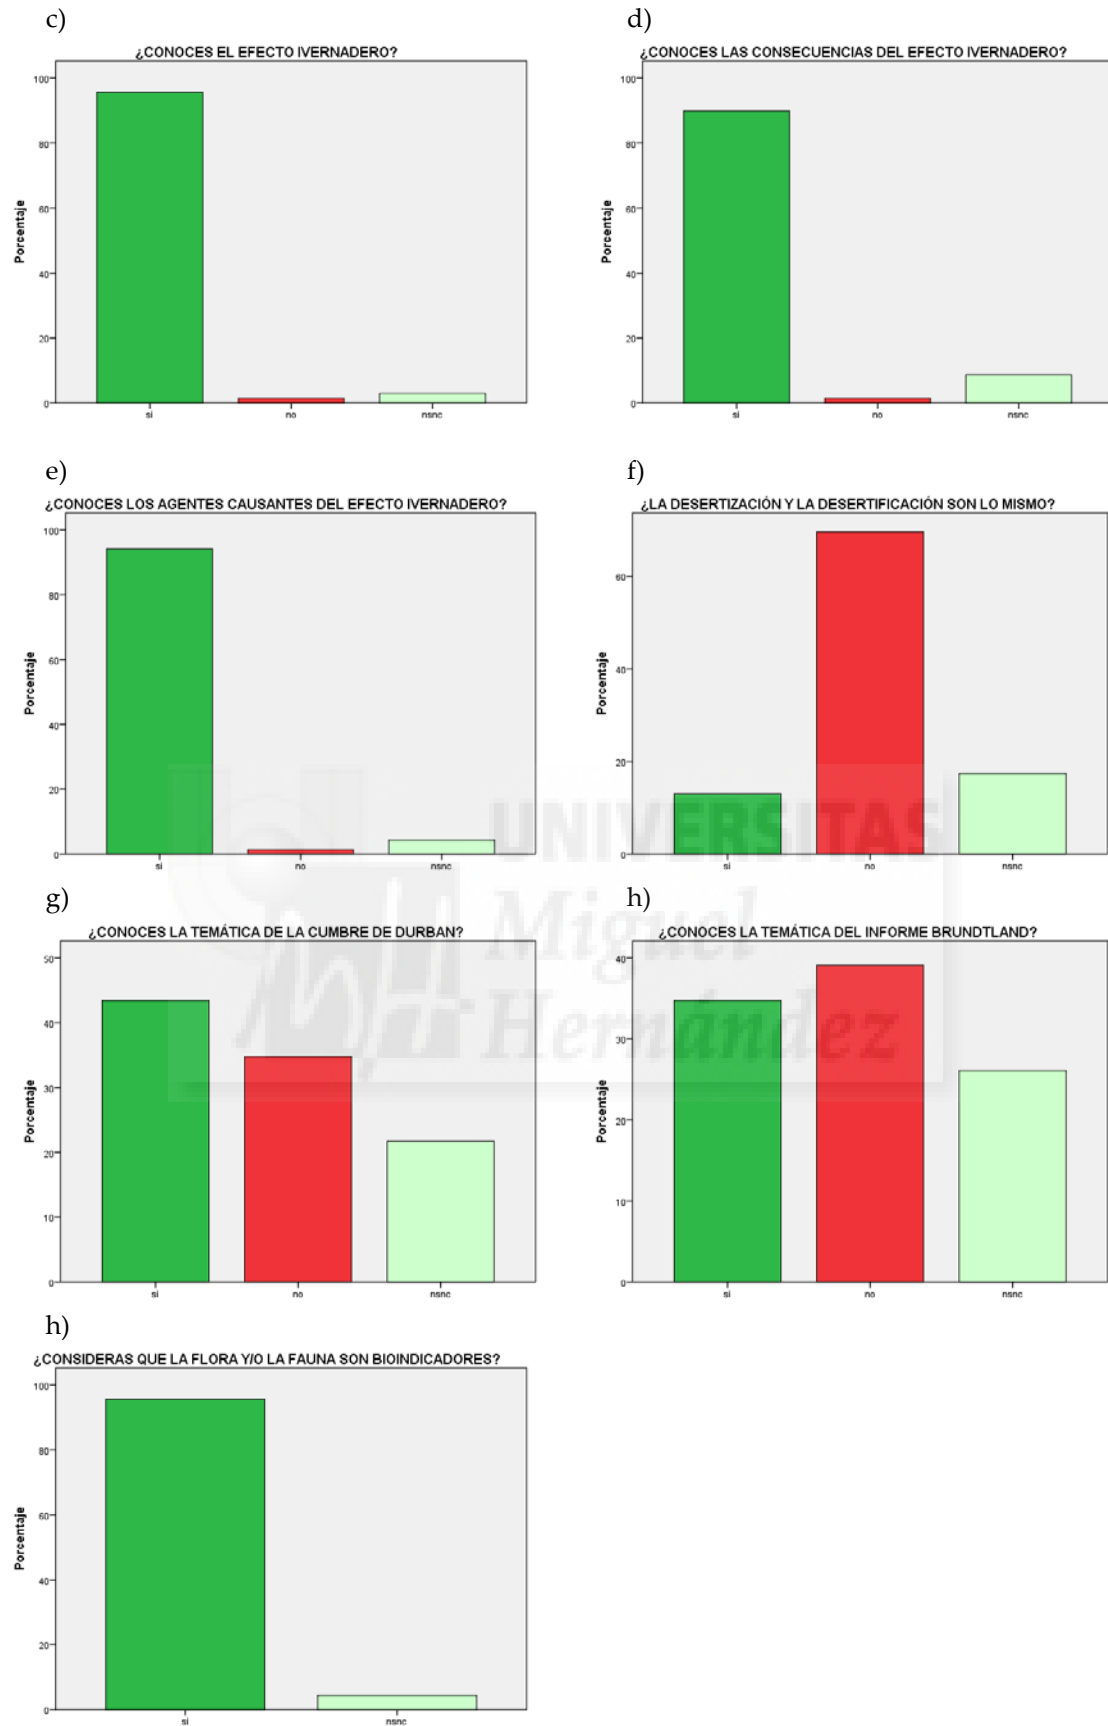 c)
¿CONOCES EL EFECTO IVERNADERO?
100
80
60
40
20
0
Porcentaje
si
no
nsnc
d)
¿CONOCES LAS CONSECUENCIAS DEL EFECTO IVERNADERO?
100
80
60
40
20
0
Porcentaje
si
no
nsnc
e)
¿CONOCES LOS AGENTES CAUSANTES DEL EFECTO IVERNADERO?
100
80
60
40
20
0
Porcentaje
si
no
nsnc
f)
¿LA DESERTIZACIÓN Y LA DESERTIFICACIÓN SON LO MISMO?
60
40
20
0
Porcentaje
si
no
nsnc
UNIVERSITAS
Miguel
Hernández
g)
¿CONOCES LA TEMÁTICA DE LA CUMBRE DE DURBAN?
50
40
30
20
10
0
Porcentaje
si
no
nsnc
h)
¿CONOCES LA TEMÁTICA DEL INFORME BRUNDTLAND?
40
30
20
10
0
Porcentaje
si
no
nsnc
h)
¿CONSIDERAS QUE LA FLORA Y/O LA FAUNA SON BIOINDICADORES?
100
80
60
40
20
0
Porcentaje
si
nsnc